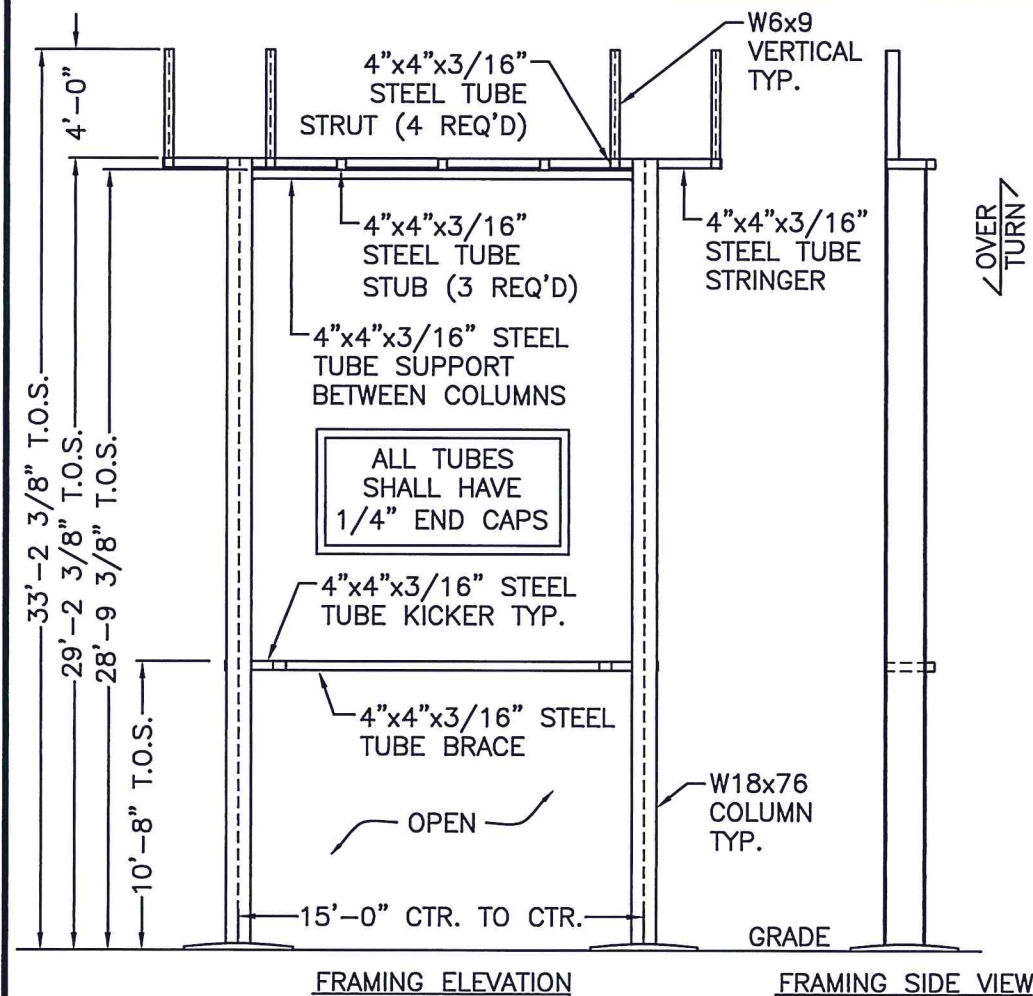 W6x9
VERTICAL
TYP.
4"x4"x3/16"
STEEL TUBE
STRUT (4 REQ'D)
4'-0"
4"x4"x3/16"
STEEL TUBE
STUB (3 REQ'D)
4"x4"x3/16"
STEEL TUBE
STRINGER
OVER
TURN
4"x4"x3/16" STEEL
TUBE SUPPORT
BETWEEN COLUMNS
33'-2 3/8" T.O.S.
29'-2 3/8" T.O.S.
28'-9 3/8" T.O.S.
ALL TUBES
SHALL HAVE
1/4" END CAPS
4"x4"x3/16" STEEL
TUBE KICKER TYP.
10'-8" T.O.S.
4"x4"x3/16" STEEL
TUBE BRACE
W18x76
COLUMN
TYP.
OPEN
15'-0" CTR. TO CTR.
GRADE
FRAMING ELEVATION
FRAMING SIDE VIEW